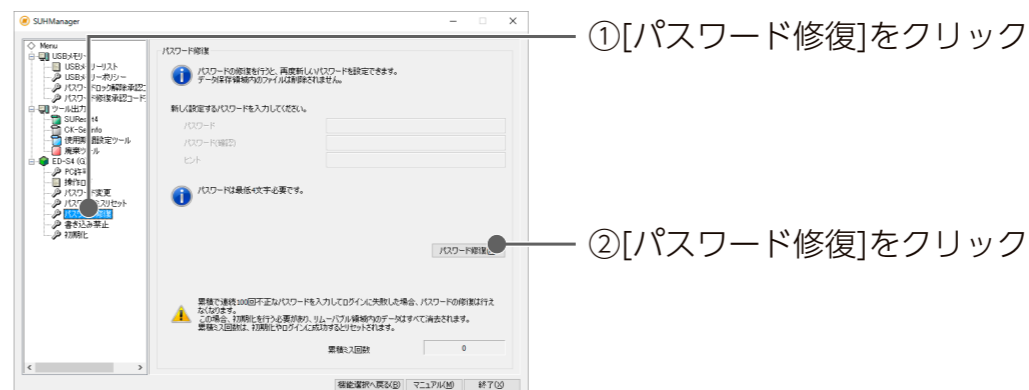 SUHManager
Menu
USBメモリー
USBメモリーリスト
USBメモリーポリシー
パスワードロック解除承認コ
パスワード修復承認コード
ツール出力
SURes 4
CK-Se nfo
使用実 間設定ツール
廃棄ツール
ED-S4 (G
PC許
操作ロ
パスワード変更
パスワ ミスリセット
パスワード修復
書き込み禁止
初期化
パスワード修復
パスワードの修復を行うと、再度新しいパスワードを設定できます。
データ保存領域内のファイルは削除されません。
新しく設定するパスワードを入力してください。
パスワード
パスワード(確認)
ヒント
パスワードは最低4文字必要です。
パスワード修復
累積で連続100回不正なパスワードを入力してログインに失敗した場合、パスワードの修復は行え
なくなります。
この場合、初期化を行う必要があり、リムーバブル領域内のデータはすべて消去されます。
累積ミス回数は、初期化やログインに成功するとリセットされます。
累積ミス回数
0
機能選択へ戻る(B) マニュアル(M) 終了(X)
①[パスワード修復]をクリック
②[パスワード修復]をクリック